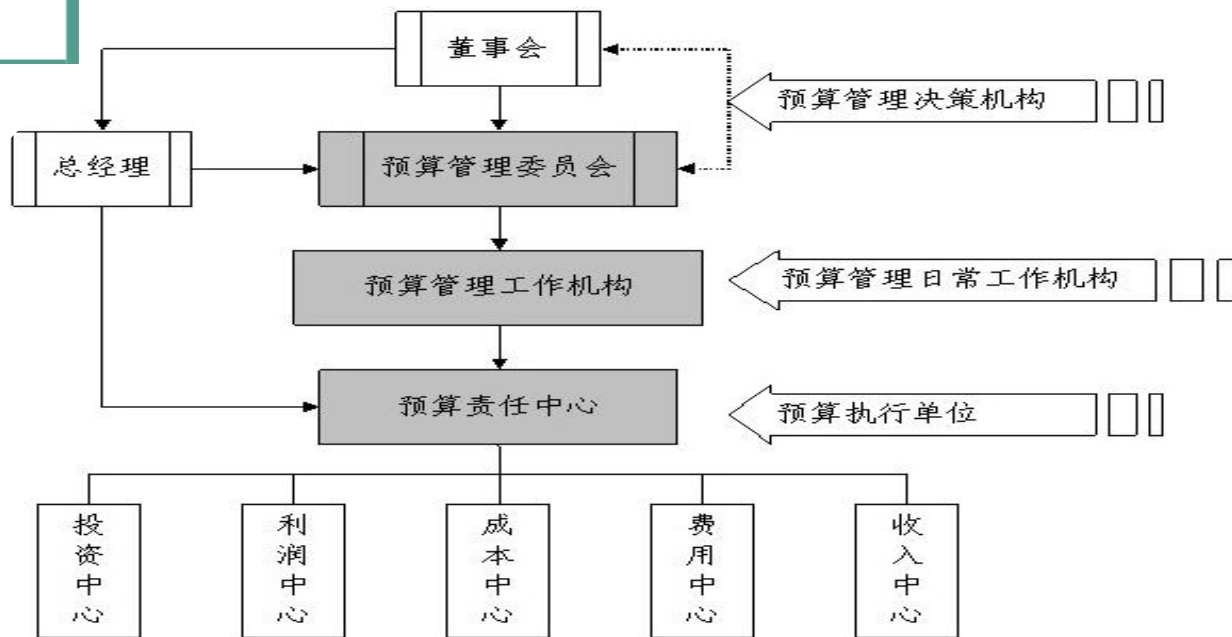 董事会
预算管理决策机构
总经理
预算管理委员会
预算管理工作机构
预算管理日常工作机构
预算责任中心
预算执行单位
投资中心
利润中心
成本中心
费用中心
收入中心